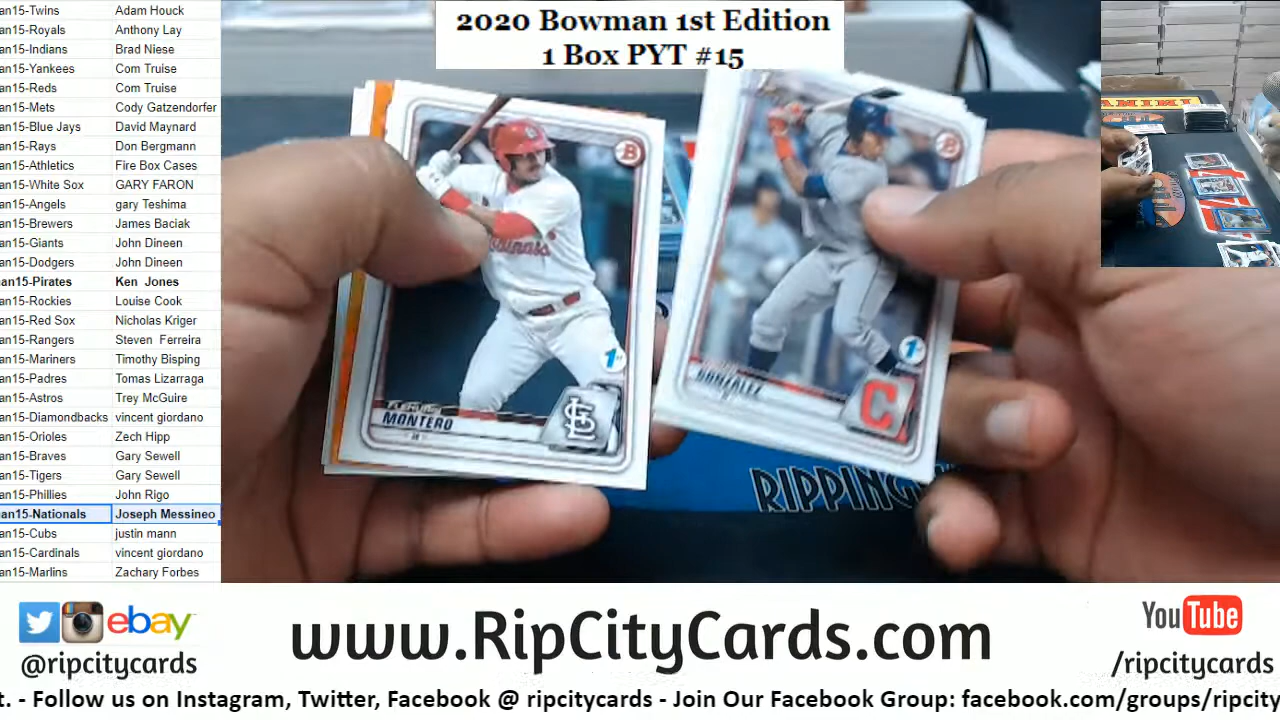 2020 Bowman 1st Edition
1 Box PYT #15
an15-Twins Adam Houck
an15-Royals Anthony Lay
an15-Indians Brad Niese
an15-Yankees Com Truise
an15-Reds Com Truise
an15-Mets Cody Gatzendorfer
an15-Blue Jays David Maynard
an15-Rays Don Bergmann
an15-Athletics Fire Box Cases
an15-White Sox GARY FARON
an15-Angels gary Teshima
an15-Brewers James Baciak
an15-Giants John Dineen
an15-Dodgers John Dineen
an15-Pirates Ken Jones
an15-Rockies Louise Cook
an15-Red Sox Nicholas Kriger
an15-Rangers Steven Ferreira
an15-Mariners Timothy Bisping
an15-Padres Tomas Lizarraga
an15-Astros Trey McGuire
an15-Diamondbacks vincent giordano
an15-Orioles Zech Hipp
an15-Braves Gary Sewell
an15-Tigers Gary Sewell
an15-Phillies John Rigo
an15-Nationals Joseph Messineo
an15-Cubs justin mann
an15-Cardinals vincent giordano
an15-Marlins Zachary Forbes
B
1st
MONTERO
STL
B
1st
GONZALEZ
C
RIPPING
PANINI
ebay
@ripcitycards
www.RipCityCards.com
YouTube
/ripcitycards
t. - Follow us on Instagram, Twitter, Facebook @ ripcitycards - Join Our Facebook Group: facebook.com/groups/ripcity